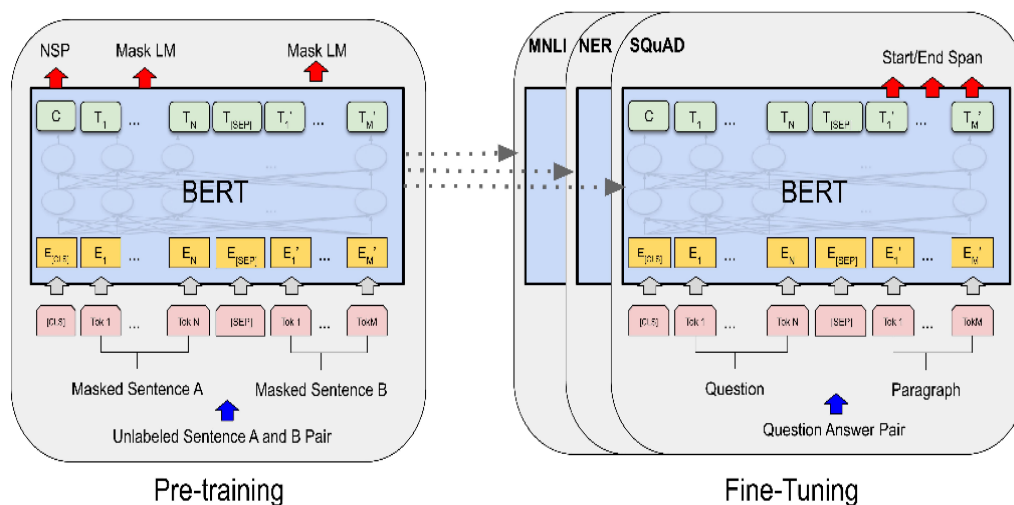 NSP Mask LM Mask LM
C T1 ... TN T[SEP] T1' ... TM'
BERT
E[CLS] E1 ... EN E[SEP] E1' ... EM'
[CLS] Tok 1 ... Tok N [SEP] Tok 1 ... TokM
Masked Sentence A Masked Sentence B
Unlabeled Sentence A and B Pair
Pre-training
MNLI NER SQuAD
Start/End Span
C T1 ... TN T[SEP] T1' ... TM'
BERT
E[CLS] E1 ... EN E[SEP] E1' ... EM'
[CLS] Tok 1 ... Tok N [SEP] Tok 1 ... TokM
Question Paragraph
Question Answer Pair
Fine-Tuning